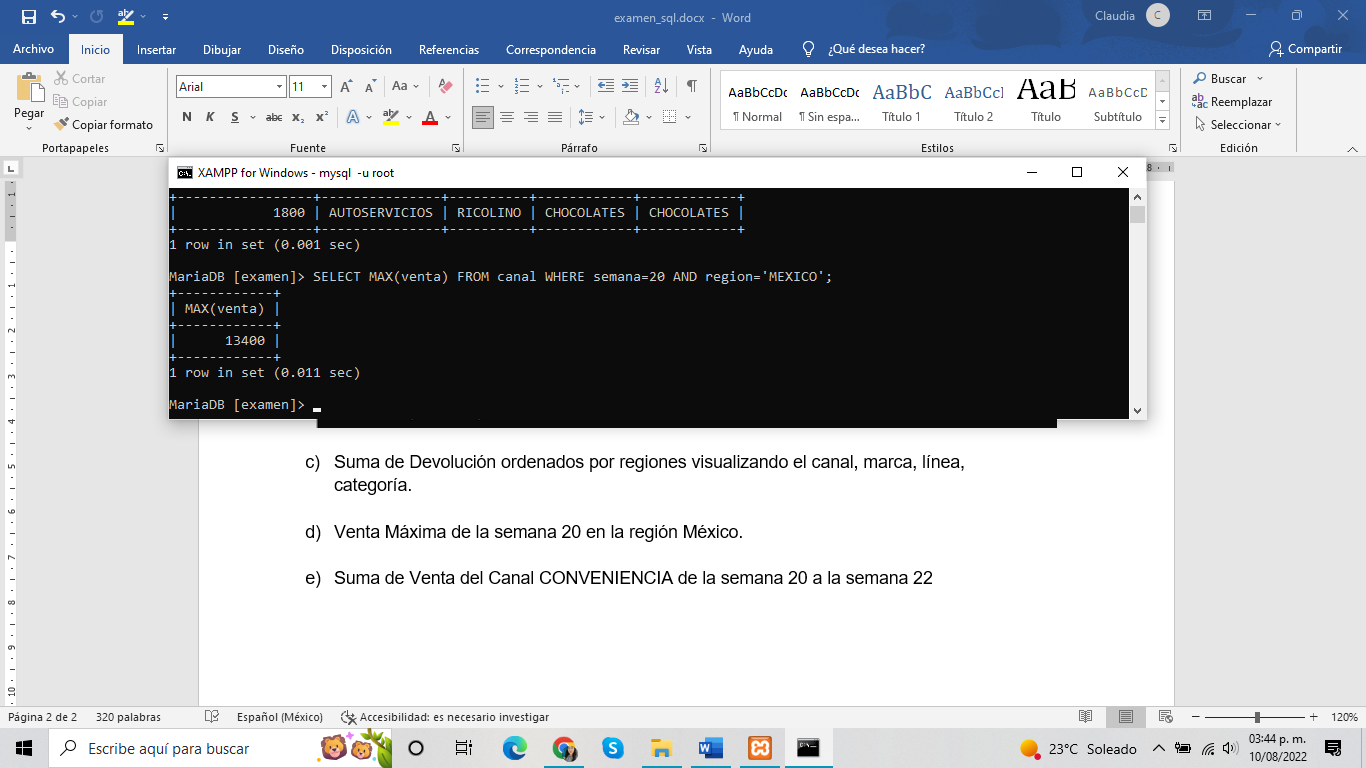 examen_sql.docx - Word
Claudia
C
Archivo Inicio Insertar Dibujar Diseño Disposición Referencias Correspondencia Revisar Vista Ayuda ¿Qué desea hacer? Compartir
Pegar
Cortar
Copiar
Copiar formato
Portapapeles
Arial 11
N K S abc x₂ x²
Fuente
Párrafo
AaBbCcDc AaBbCcDc AaBbC AaBbCcI AaB AaBbCcD
¶ Normal ¶ Sin espa... Título 1 Título 2 Título Subtítulo
Estilos
Buscar
Reemplazar
Seleccionar
Edición
XAMPP for Windows - mysql -u root
+-----------------+---------------+----------+------------+------------+
| 1800 | AUTOSERVICIOS | RICOLINO | CHOCOLATES | CHOCOLATES |
+-----------------+---------------+----------+------------+------------+
1 row in set (0.001 sec)
MariaDB [examen]> SELECT MAX(venta) FROM canal WHERE semana=20 AND region='MEXICO';
+------------+
| MAX(venta) |
+------------+
| 13400 |
+------------+
1 row in set (0.011 sec)
MariaDB [examen]>
c) Suma de Devolución ordenados por regiones visualizando el canal, marca, línea,
categoría.
d) Venta Máxima de la semana 20 en la región México.
e) Suma de Venta del Canal CONVENIENCIA de la semana 20 a la semana 22
Página 2 de 2 320 palabras Español (México) Accesibilidad: es necesario investigar 120%
Escribe aquí para buscar
23°C Soleado
03:44 p. m.
10/08/2022